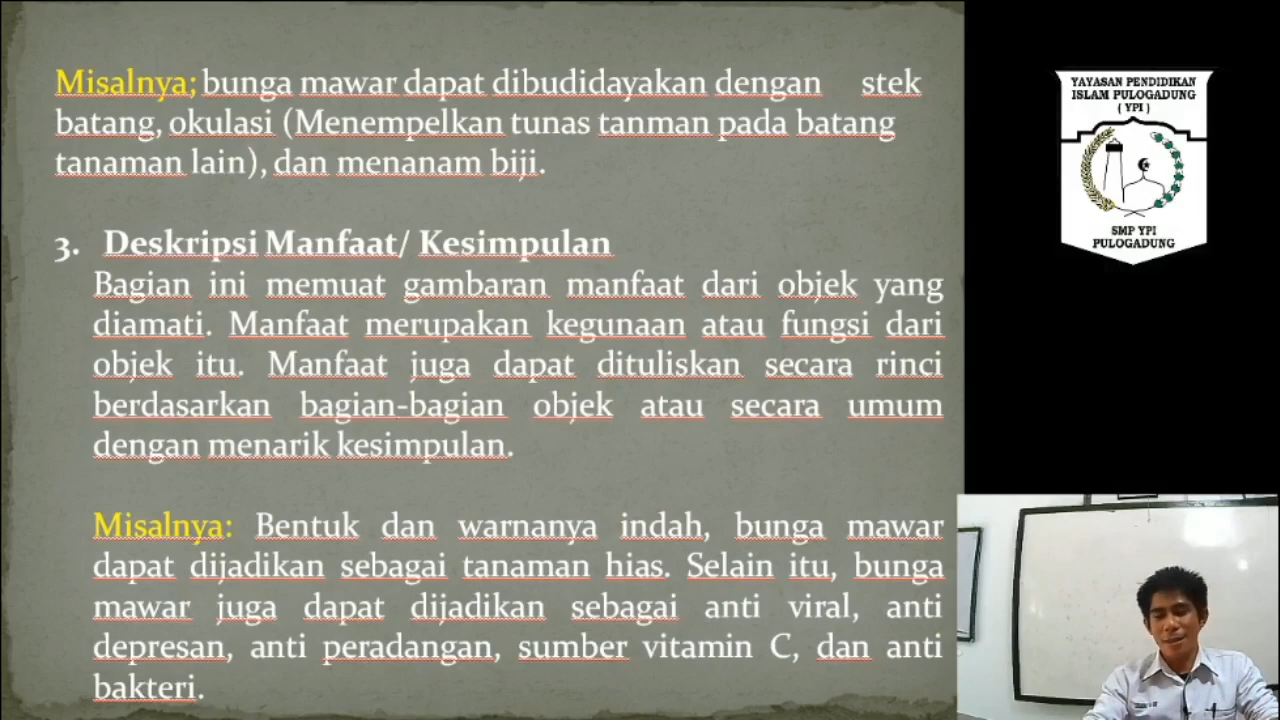 Misalnya; bunga mawar dapat dibudidayakan dengan stek
batang, okulasi (Menempelkan tunas tanman pada batang
tanaman lain), dan menanam biji.
3. Deskripsi Manfaat/ Kesimpulan
Bagian ini memuat gambaran manfaat dari objek yang
diamati. Manfaat merupakan kegunaan atau fungsi dari
objek itu. Manfaat juga dapat dituliskan secara rinci
berdasarkan bagian-bagian objek atau secara umum
dengan menarik kesimpulan.
Misalnya: Bentuk dan warnanya indah, bunga mawar
dapat dijadikan sebagai tanaman hias. Selain itu, bunga
mawar juga dapat dijadikan sebagai anti viral, anti
depresan, anti peradangan, sumber vitamin C, dan anti
bakteri.
YAYASAN PENDIDIKAN
ISLAM PULOGADUNG
( YPI )
SMP YPI
PULOGADUNG